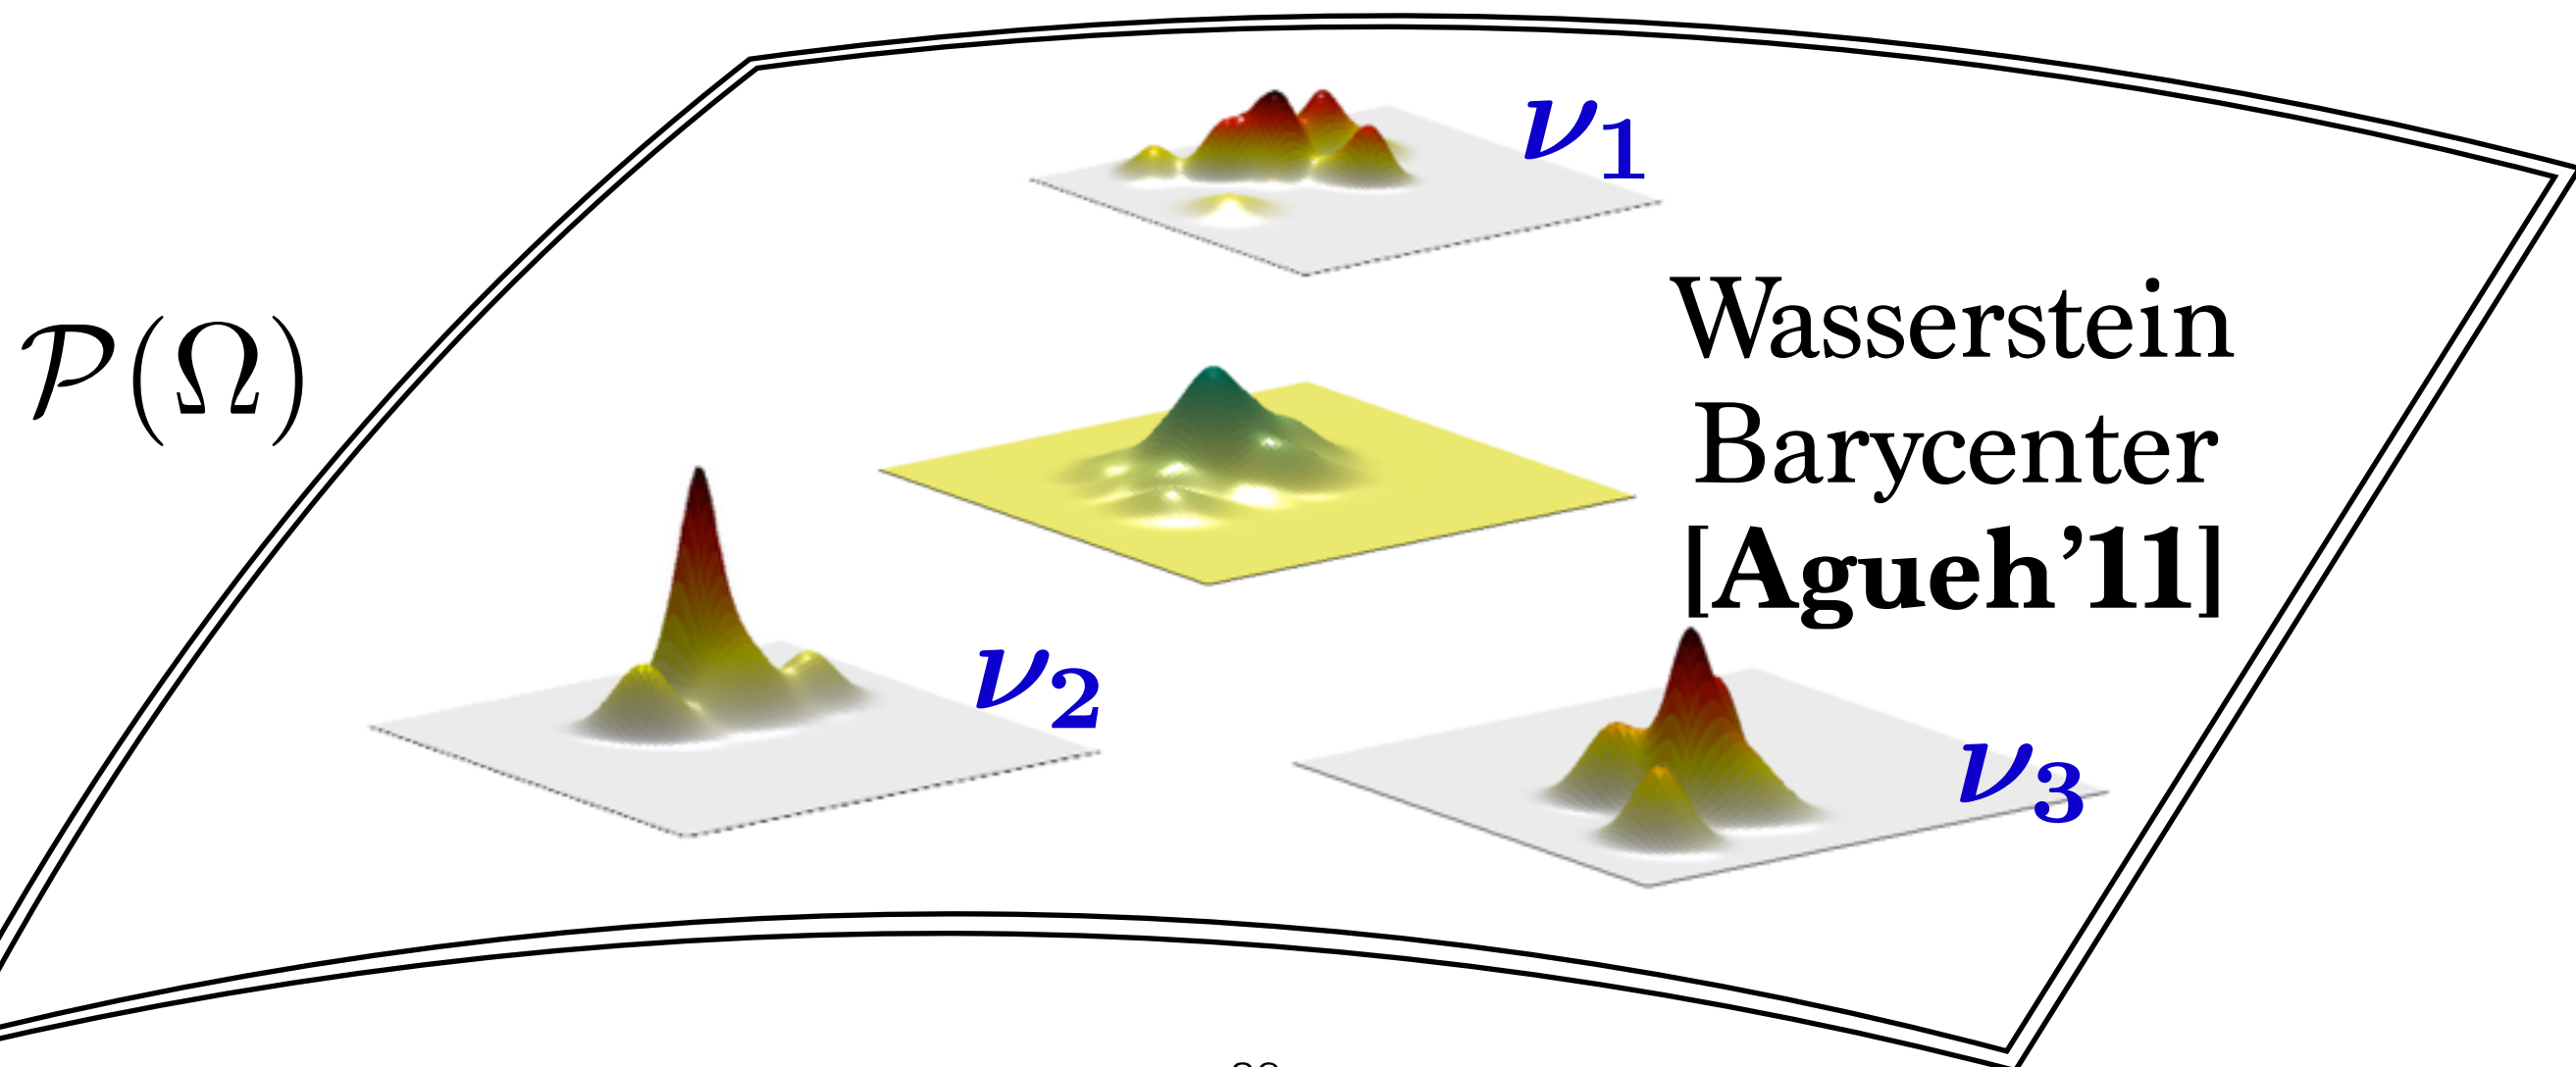 ν₁
𝒫(Ω)
Wasserstein
Barycenter
[Agueh’11]
ν₂
ν₃